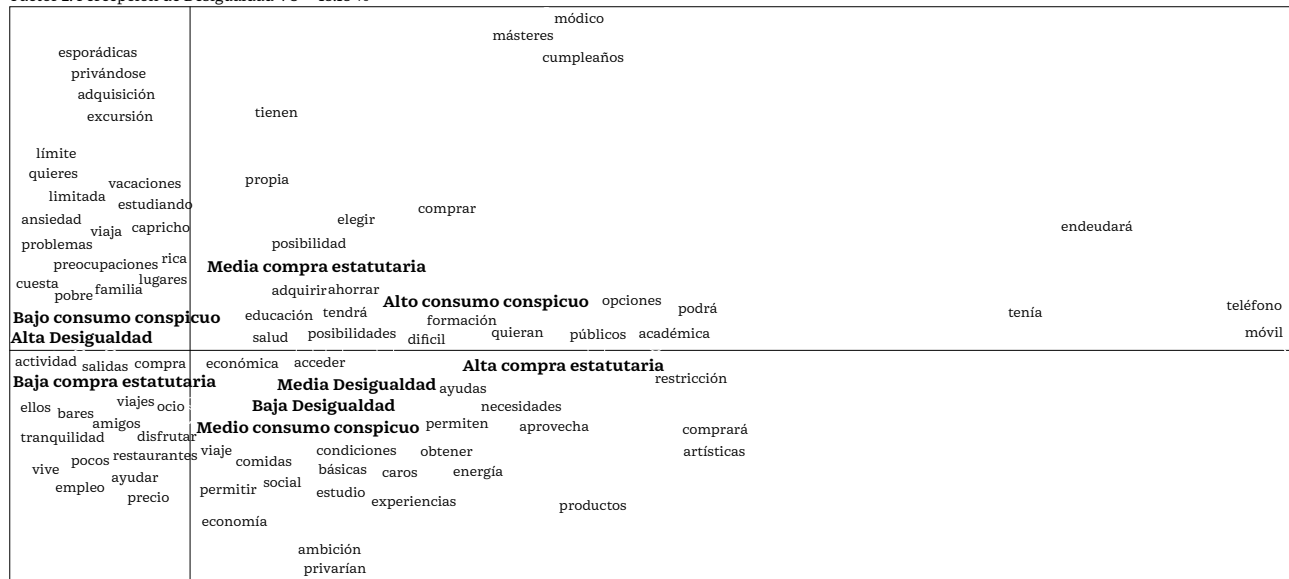 módico
másteres
esporádicas
cumpleaños
privándose
adquisición
excursión
tienen
límite
quieres
vacaciones
propia
limitada
estudiando
comprar
ansiedad
elegir
viaja
capricho
endeudará
problemas
posibilidad
preocupaciones
rica
Media compra estatutaria
cuesta
lugares
familia
pobre
adquirir
ahorrar
Alto consumo conspicuo
opciones
podrá
teléfono
Bajo consumo conspicuo
educación
tendrá
formación
tenía
Alta Desigualdad
salud
posibilidades
dificil
quieran
públicos
académica
móvil
actividad
salidas
compra
económica
acceder
Alta compra estatutaria
Baja compra estatutaria
Media Desigualdad
ayudas
restricción
ellos
bares
viajes
ocio
Baja Desigualdad
necesidades
amigos
Medio consumo conspicuo
permiten
aprovecha
comprará
tranquilidad
disfrutar
pocos
restaurantes
viaje
comidas
condiciones
obtener
artísticas
vive
ayudar
básicas
caros
energía
empleo
precio
permitir
social
estudio
experiencias
productos
economía
ambición
privarían